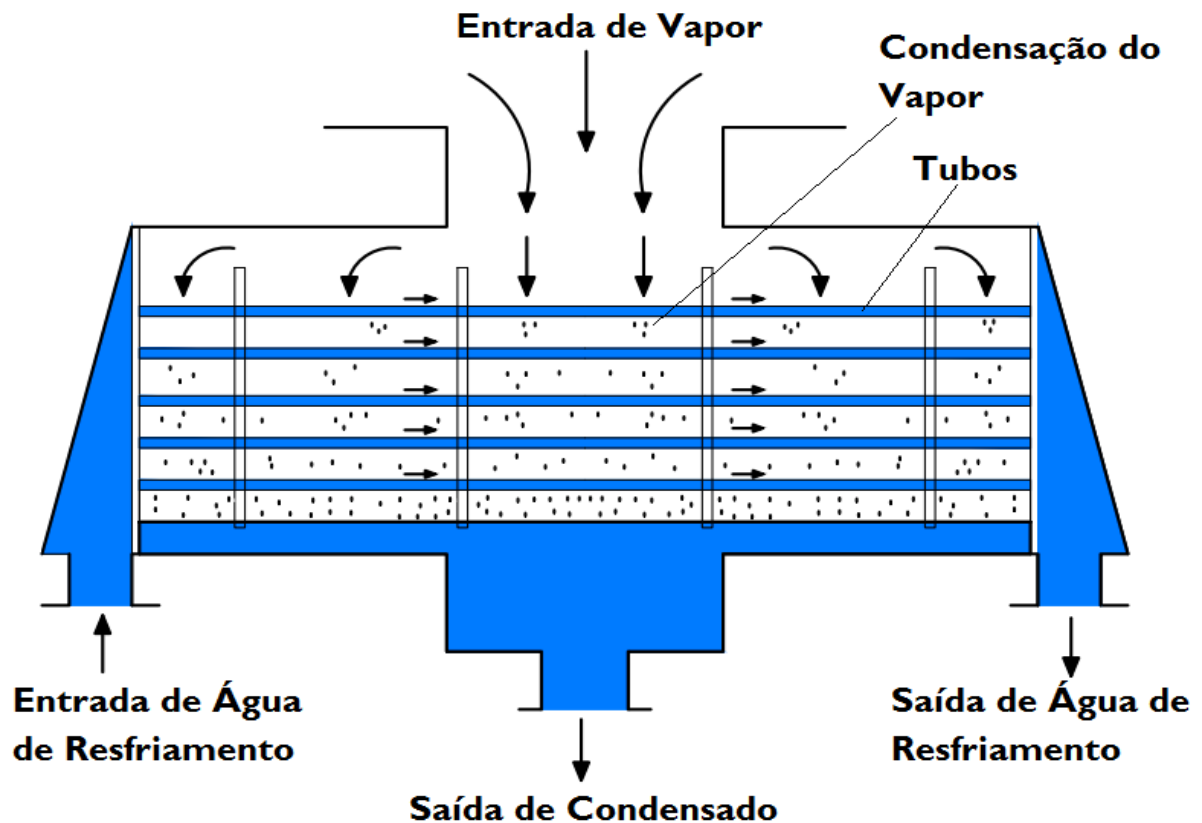 Entrada de Vapor
Condensação do
Vapor
Tubos
Entrada de Água
de Resfriamento
Saída de Água de
Resfriamento
Saída de Condensado